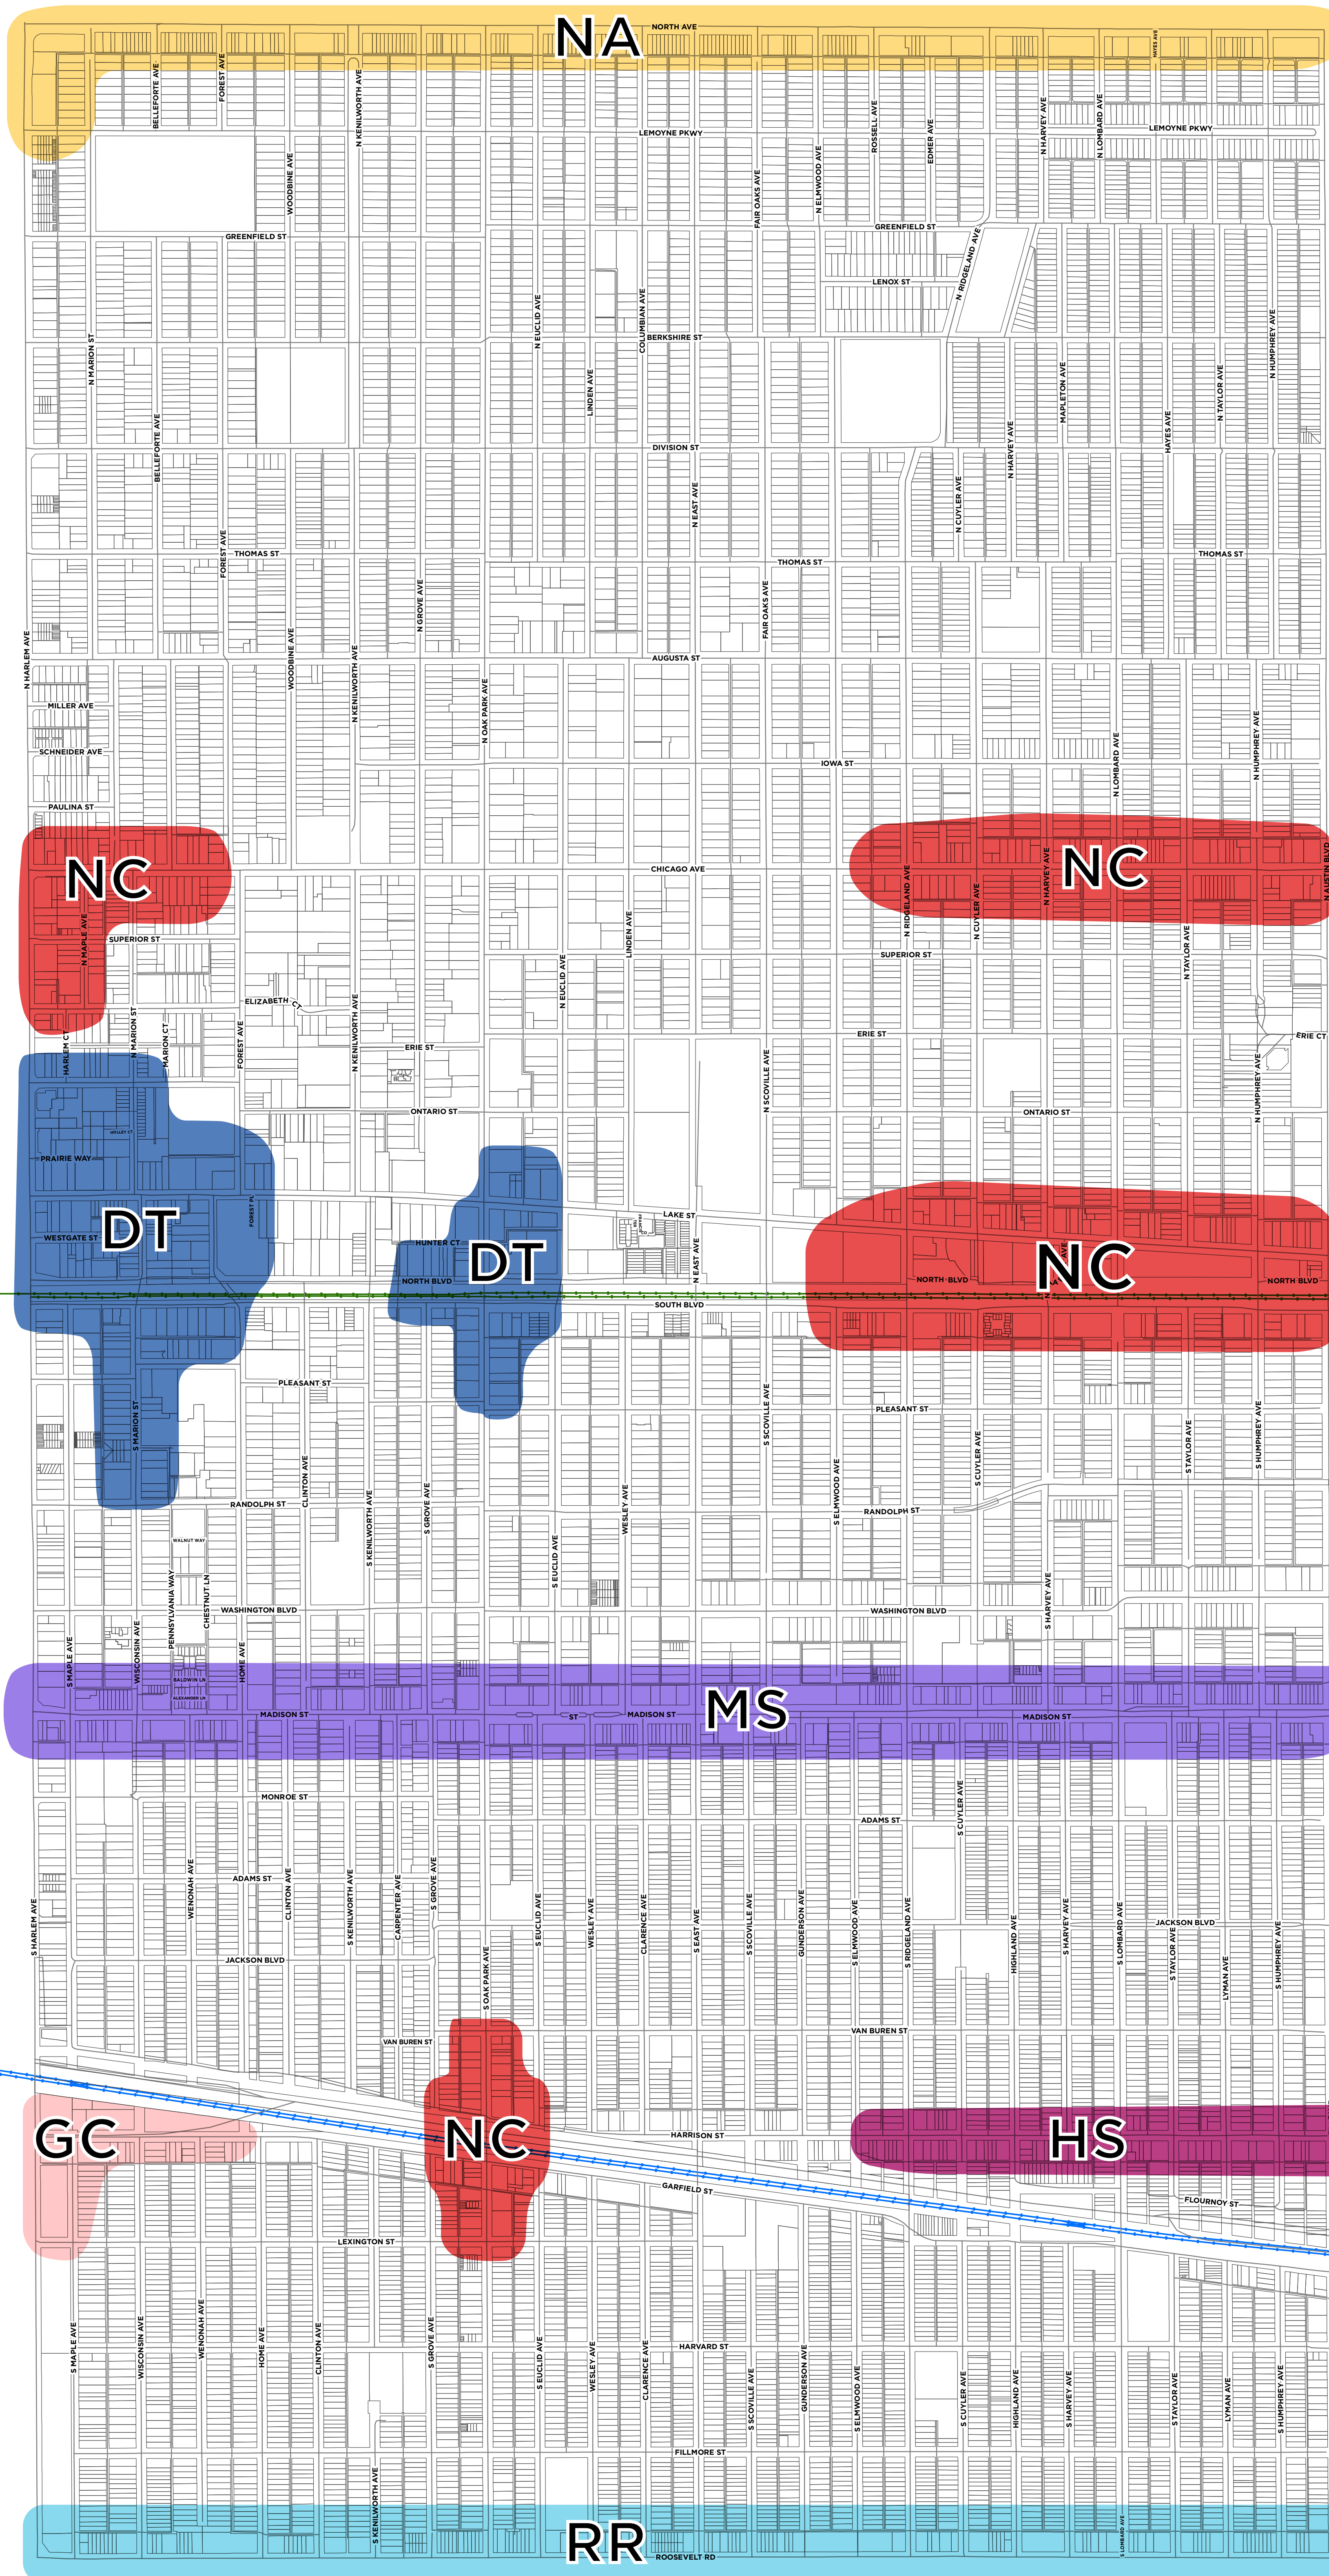 NA
NORTH AVE
HAYES AVE
BELLEFORTE AVE
FOREST AVE
N KENILWORTH AVE
ROSSELL AVE
EDMER AVE
N HARVEY AVE
N LOMBARD AVE
LEMOYNE PKWY
LEMOYNE PKWY
WOODBINE AVE
FAIR OAKS AVE
N ELMWOOD AVE
GREENFIELD ST
GREENFIELD ST
N RIDGELAND AVE
LENOX ST
N MARION ST
N EUCLID AVE
COLUMBIAN AVE
BERKSHIRE ST
N HUMPHREY AVE
LINDEN AVE
MAPLETON AVE
N TAYLOR AVE
BELLEFORTE AVE
DIVISION ST
N HARVEY AVE
HAYES AVE
N EAST AVE
N CUYLER AVE
FOREST AVE
THOMAS ST
THOMAS ST
THOMAS ST
N GROVE AVE
FAIR OAKS AVE
N HARLEM AVE
WOODBINE AVE
N KENILWORTH AVE
AUGUSTA ST
N OAK PARK AVE
MILLER AVE
SCHNEIDER AVE
IOWA ST
N LOMBARD AVE
N HUMPHREY AVE
PAULINA ST
NC
NC
CHICAGO AVE
N RIDGELAND AVE
N CUYLER AVE
N HARVEY AVE
N AUSTIN BLVD
N MAPLE AVE
SUPERIOR ST
LINDEN AVE
SUPERIOR ST
N TAYLOR AVE
N EUCLID AVE
ELIZABETH CT
HARLEM CT
N MARION ST
MARION CT
FOREST AVE
N KENILWORTH AVE
ERIE ST
ERIE ST
ERIE CT
N SCOVILLE AVE
N HUMPHREY AVE
ONTARIO ST
ONTARIO ST
HOLLEY CT
PRAIRIE WAY
FOREST PL
LAKE ST
WESTGATE ST
DT
HUNTER CT
DT
NC
N EAST AVE
NORTH BLVD
NORTH BLVD
NORTH BLVD
SOUTH BLVD
PLEASANT ST
PLEASANT ST
S MARION ST
S SCOVILLE AVE
S CUYLER AVE
S TAYLOR AVE
S HUMPHREY AVE
CLINTON AVE
S KENILWORTH AVE
S GROVE AVE
WESLEY AVE
S ELMWOOD AVE
RANDOLPH ST
RANDOLPH ST
WALNUT WAY
S EUCLID AVE
PENNSYLVANIA WAY
CHESTNUT LN
S HARVEY AVE
WASHINGTON BLVD
WASHINGTON BLVD
S MAPLE AVE
WISCONSIN AVE
HOME AVE
BALDWIN LN
ALEXANDER LN
MS
MADISON ST
ST
MADISON ST
MADISON ST
MONROE ST
ADAMS ST
S CUYLER AVE
ADAMS ST
S HARLEM AVE
WENONAH AVE
CLINTON AVE
S KENILWORTH AVE
CARPENTER AVE
S GROVE AVE
S EUCLID AVE
WESLEY AVE
CLARENCE AVE
S EAST AVE
S SCOVILLE AVE
GUNDERSON AVE
S ELMWOOD AVE
S RIDGELAND AVE
HIGHLAND AVE
S HARVEY AVE
S LOMBARD AVE
JACKSON BLVD
S TAYLOR AVE
LYMAN AVE
S HUMPHREY AVE
JACKSON BLVD
S OAK PARK AVE
VAN BUREN ST
VAN BUREN ST
GC
NC
HARRISON ST
HS
GARFIELD ST
FLOURNOY ST
LEXINGTON ST
S MAPLE AVE
WISCONSIN AVE
WENONAH AVE
HOME AVE
CLINTON AVE
S GROVE AVE
S EUCLID AVE
WESLEY AVE
CLARENCE AVE
HARVARD ST
S SCOVILLE AVE
GUNDERSON AVE
S ELMWOOD AVE
S CUYLER AVE
HIGHLAND AVE
S HARVEY AVE
S TAYLOR AVE
LYMAN AVE
S HUMPHREY AVE
FILLMORE ST
S KENILWORTH AVE
S LOMBARD AVE
RR
ROOSEVELT RD